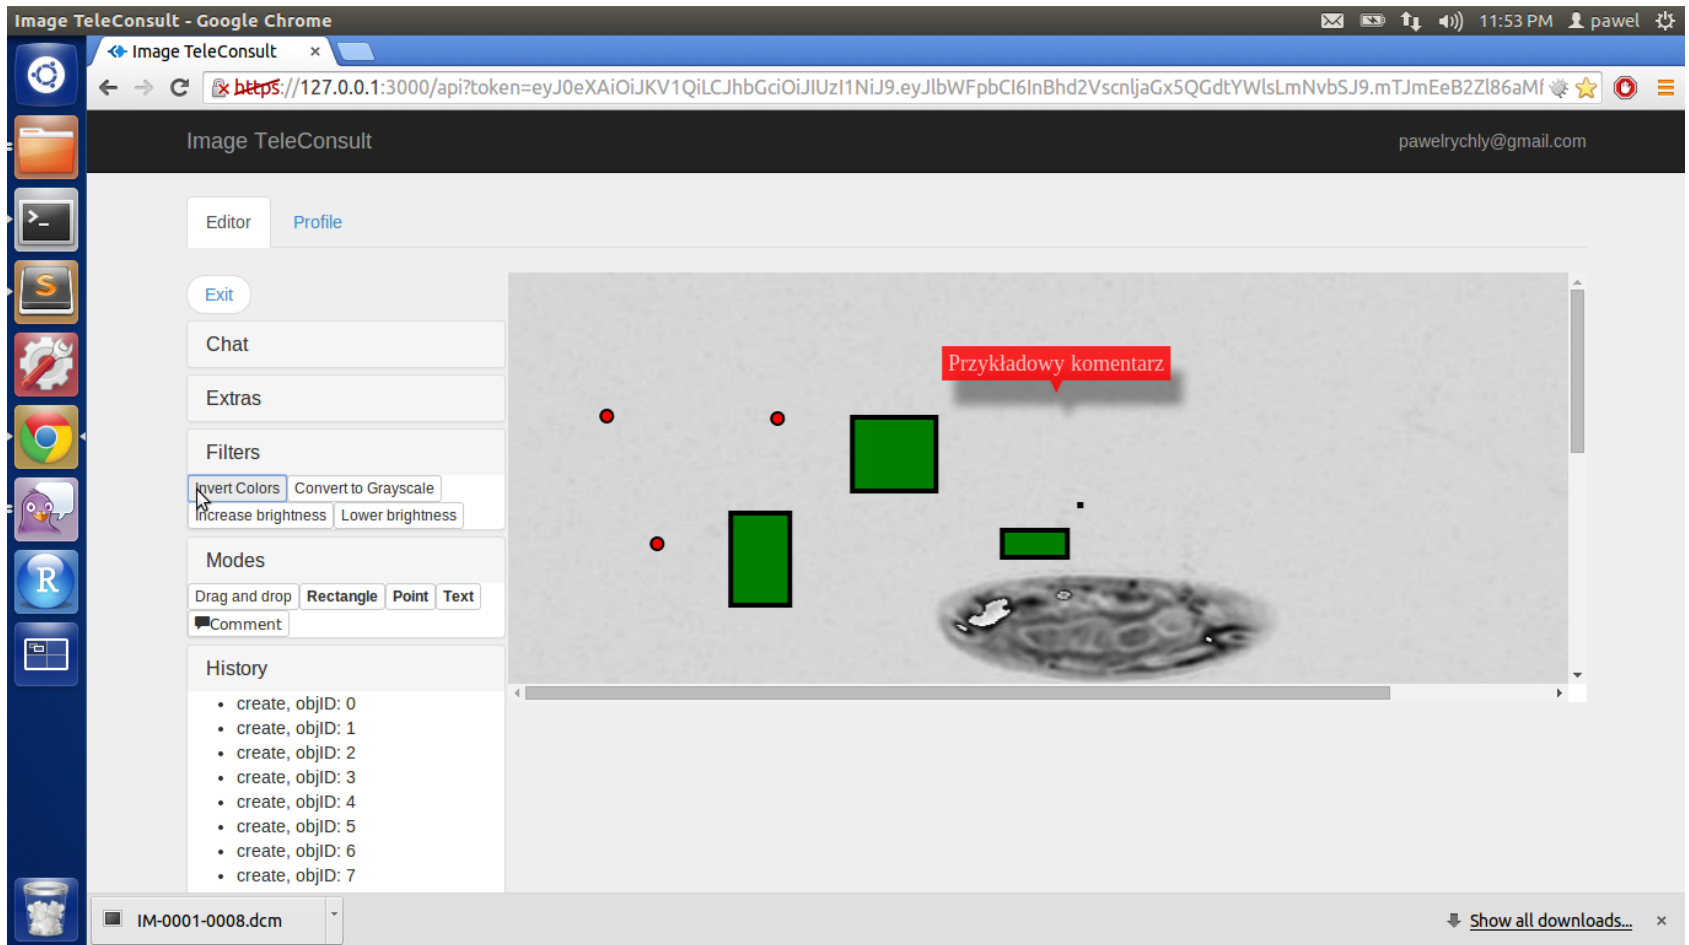 Image TeleConsult - Google Chrome
11:53 PM pawel
Image TeleConsult ×
https://127.0.0.1:3000/api?token=eyJ0eXAiOiJKV1QiLCJhbGciOiJIUzI1NiJ9.eyJlbWFpbCI6InBhd2VscnljaGx5QGdtYWlsLmNvbSJ9.mTJmEeB2Zl86aMf
Image TeleConsult
pawelrychly@gmail.com
Editor Profile
Exit
Chat
Extras
Filters
Invert Colors Convert to Grayscale
Increase brightness Lower brightness
Modes
Drag and drop Rectangle Point Text
Comment
History
create, objID: 0
create, objID: 1
create, objID: 2
create, objID: 3
create, objID: 4
create, objID: 5
create, objID: 6
create, objID: 7
Przykładowy komentarz
IM-0001-0008.dcm
Show all downloads... ×